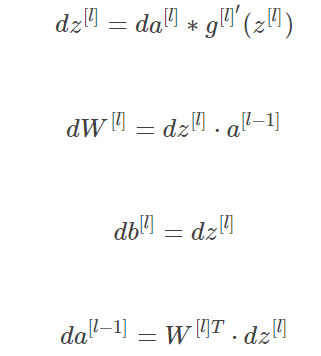 dz^{[l]} = da^{[l]} * g^{[l]'}(z^{[l]})
dW^{[l]} = dz^{[l]} · a^{[l-1]}
db^{[l]} = dz^{[l]}
da^{[l-1]} = W^{[l]T} · dz^{[l]}